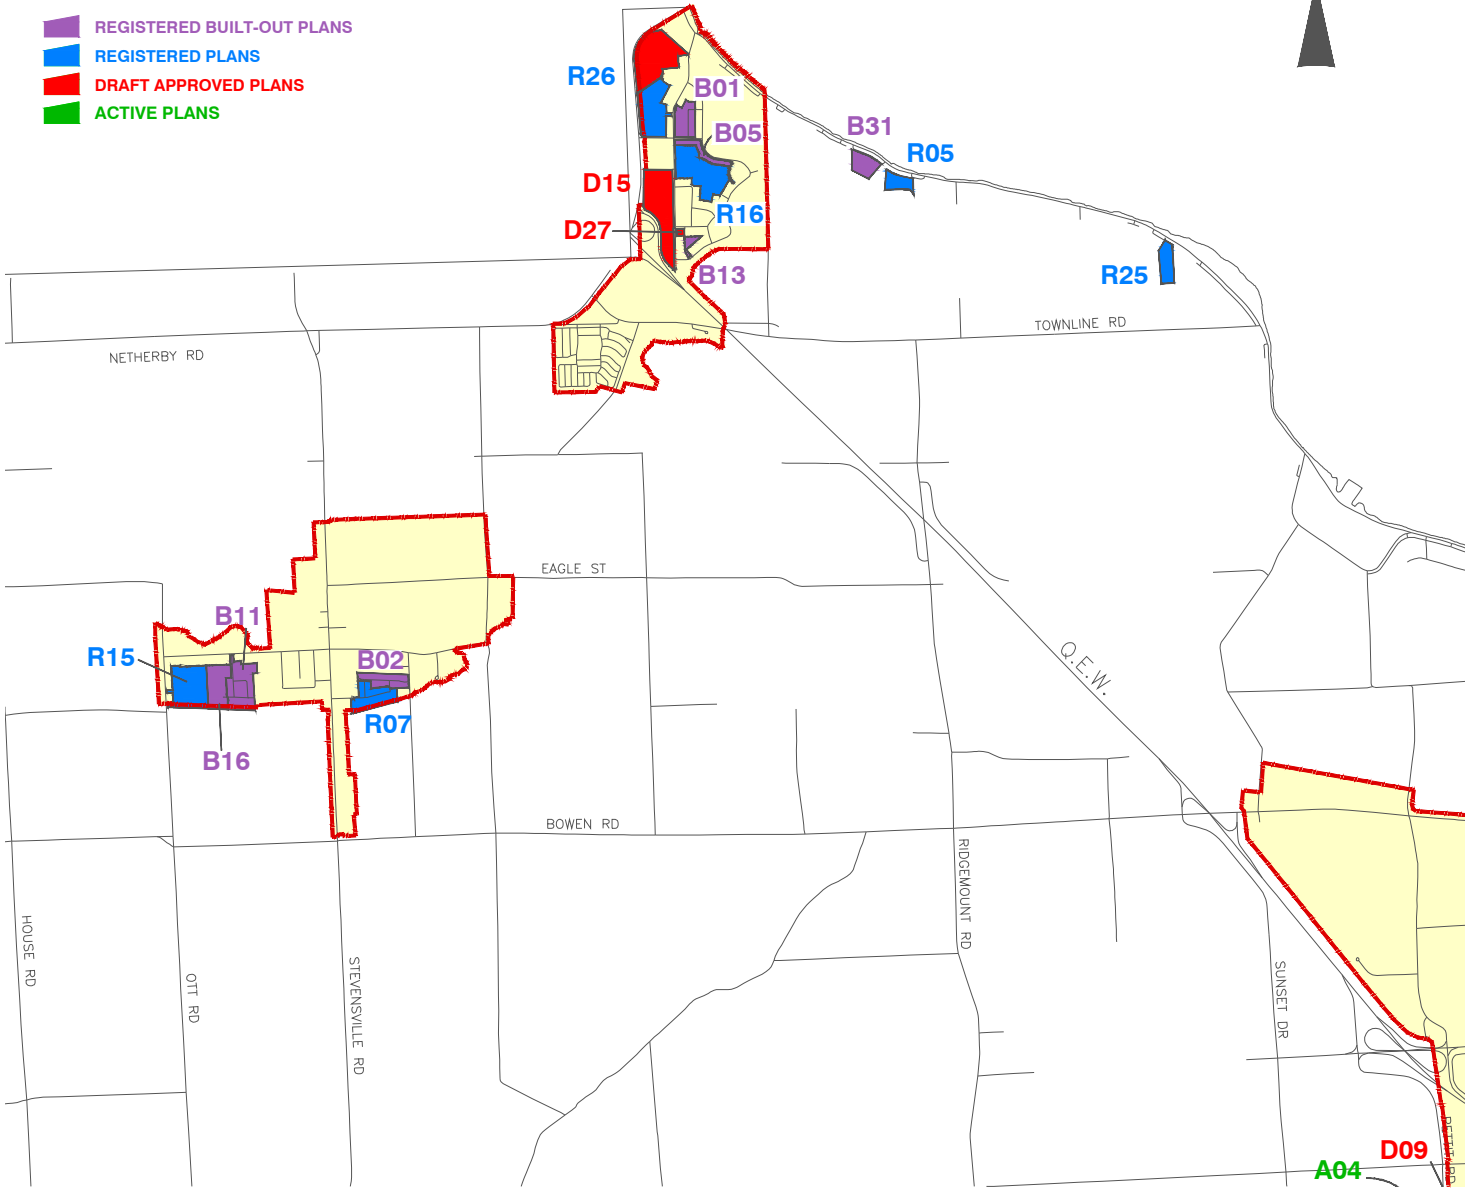 REGISTERED BUILT-OUT PLANS
REGISTERED PLANS
DRAFT APPROVED PLANS
ACTIVE PLANS
R26
B01
B05
B31
R05
D15
R16
D27
B13
R25
TOWNLINE RD
NETHERBY RD
EAGLE ST
B11
R15
B02
Q.E.W.
R07
B16
BOWEN RD
RIDGEMOUNT RD
HOUSE RD
OTT RD
STEVENSVILLE RD
SUNSET DR
PETTIT RD
D09
A04